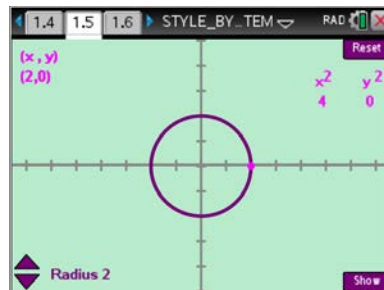 1.4 1.5 1.6 STYLE_BY...TEM RAD
Reset
(x, y)
(2,0)
x² y²
4 0
Radius 2
Show